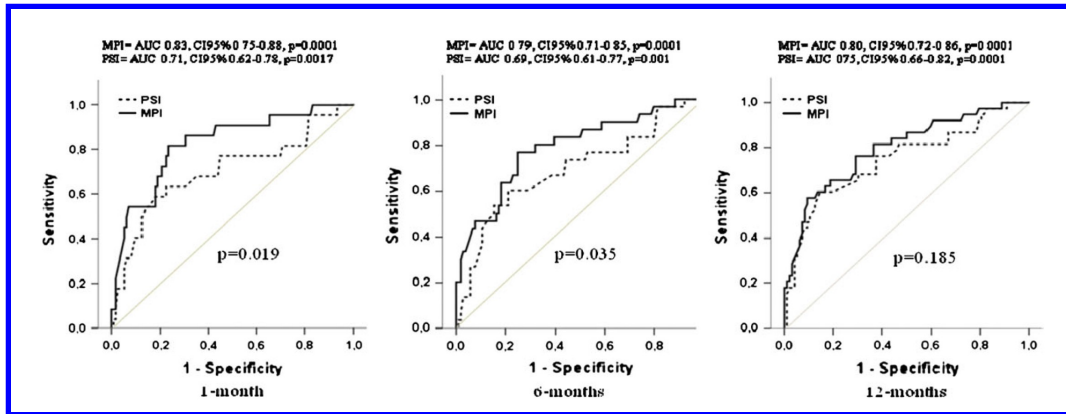 MPI= AUC 0.83, CI95% 0 75-0.88, p=0.0001
PSI= AUC 0.71, CI95% 0.62-0.78, p=0.0017
PSI
MPI
1,0
0,8
0,6
0,4
0,2
0,0
Sensitivity
p=0.019
0,0 0,2 0,4 0,6 0,8 1,0
1 - Specificity
1-month
MPI= AUC 0 79, CI95% 0.71-0 85, p=0.0001
PSI= AUC 0.69, CI95% 0.61-0.77, p=0.001
PSI
MPI
1,0
0,8
0,6
0,4
0,2
0,0
Sensitivity
p=0.035
0,0 0,2 0,4 0,6 0,8
1 - Specificity
6-months
MPI= AUC 0.80, CI95% 0.72-0 86, p=0 0001
PSI= AUC 075, CI95% 0.66-0.82, p=0.0001
PSI
MPI
1,0
0,8
0,6
0,4
0,2
0,0
Sensitivity
p=0.185
0,0 0,2 0,4 0,6 0,8 1,0
1 - Specificity
12-months